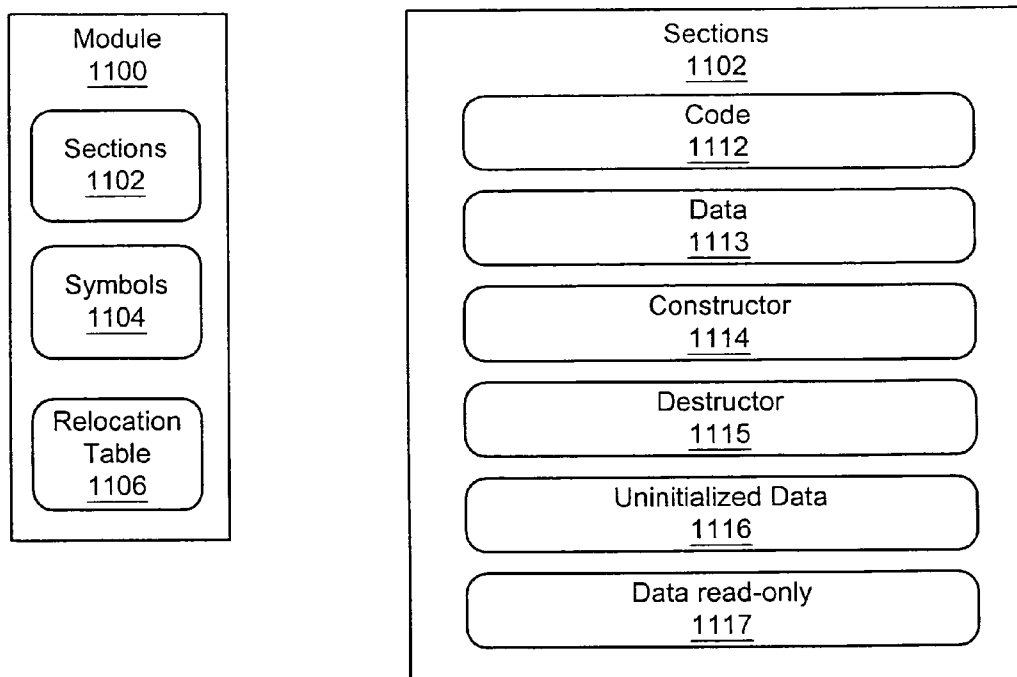 Module
1100
Sections
1102
Symbols
1104
Relocation
Table
1106
Sections
1102
Code
1112
Data
1113
Constructor
1114
Destructor
1115
Uninitialized Data
1116
Data read-only
1117